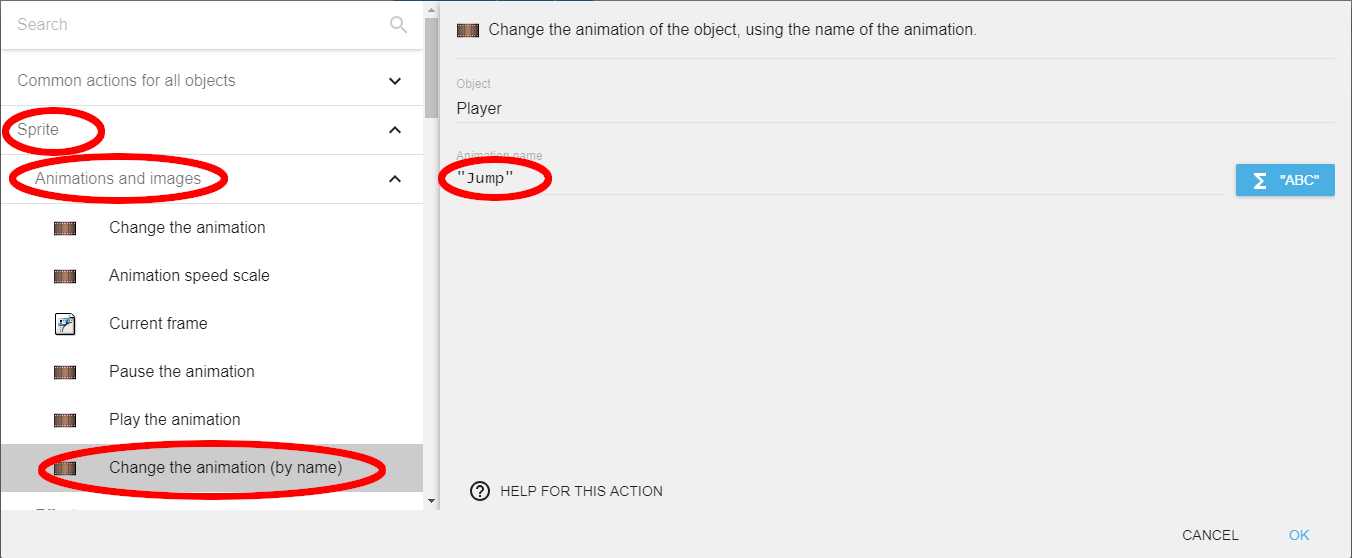 Search
Common actions for all objects
Sprite
Animations and images
Change the animation
Animation speed scale
Current frame
Pause the animation
Play the animation
Change the animation (by name)
Change the animation of the object, using the name of the animation.
Object
Player
Animation name
"Jump"
"ABC"
HELP FOR THIS ACTION
CANCEL
OK